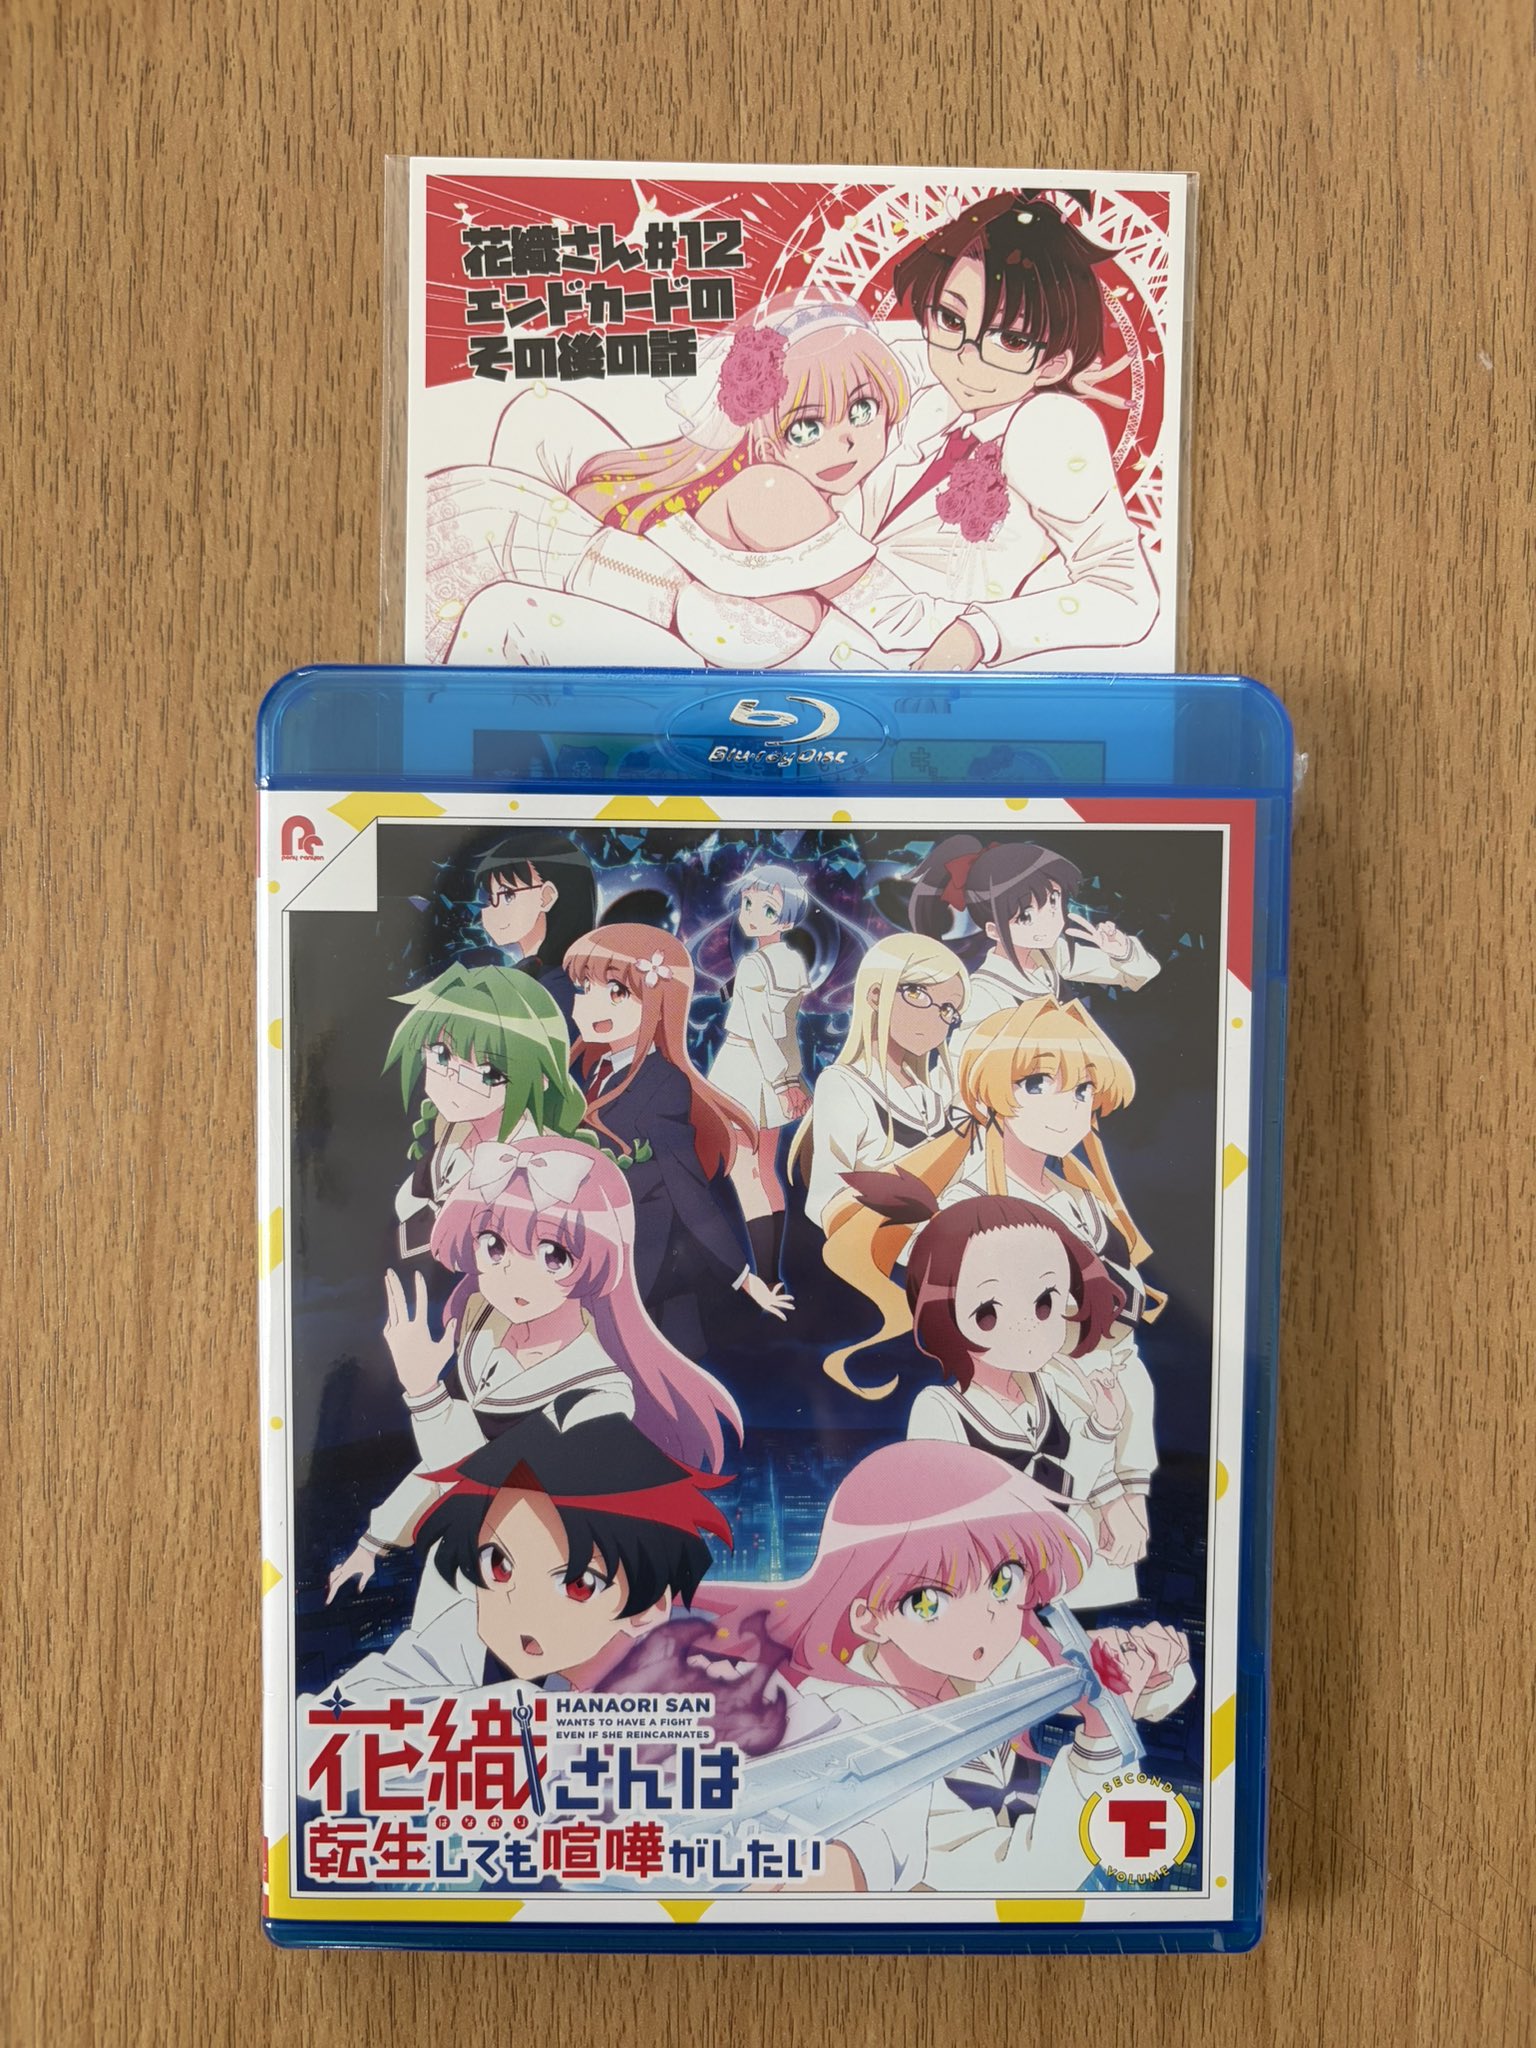 花織さん#12
エンドカードの
その後の話
Blu-ray Disc
pony canyon
HANAORI SAN
WANTS TO HAVE A FIGHT
EVEN IF SHE REINCARNATES
花織さんは
はなおり
転生しても喧嘩がしたい
SECOND
下
VOLUME